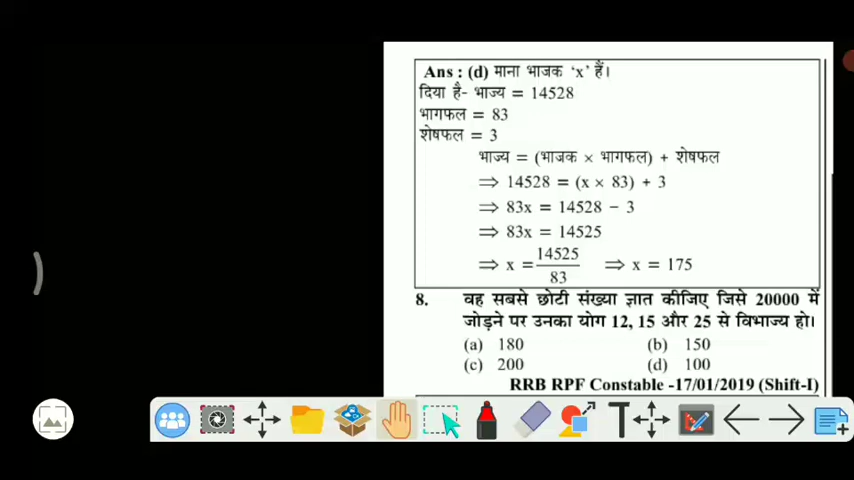 Ans : (d) माना भाजक 'x' हैं।
दिया है- भाज्य = 14528
भागफल = 83
शेषफल = 3
भाज्य = (भाजक × भागफल) + शेषफल
⇒ 14528 = (x × 83) + 3
⇒ 83x = 14528 − 3
⇒ 83x = 14525
⇒ x = 14525/83 ⇒ x = 175
8. वह सबसे छोटी संख्या ज्ञात कीजिए जिसे 20000 में
जोड़ने पर उनका योग 12, 15 और 25 से विभाज्य हो।
(a) 180 (b) 150
(c) 200 (d) 100
RRB RPF Constable -17/01/2019 (Shift-I)